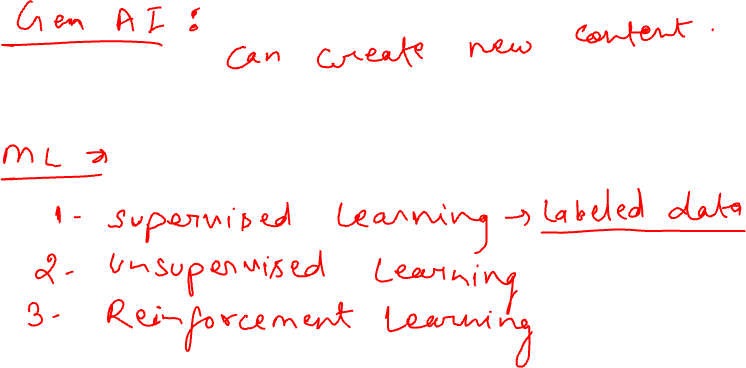 Gen AI :
can create new content.
ML →
1- supervised learning → labeled data
2- unsupervised learning
3- Reinforcement Learning